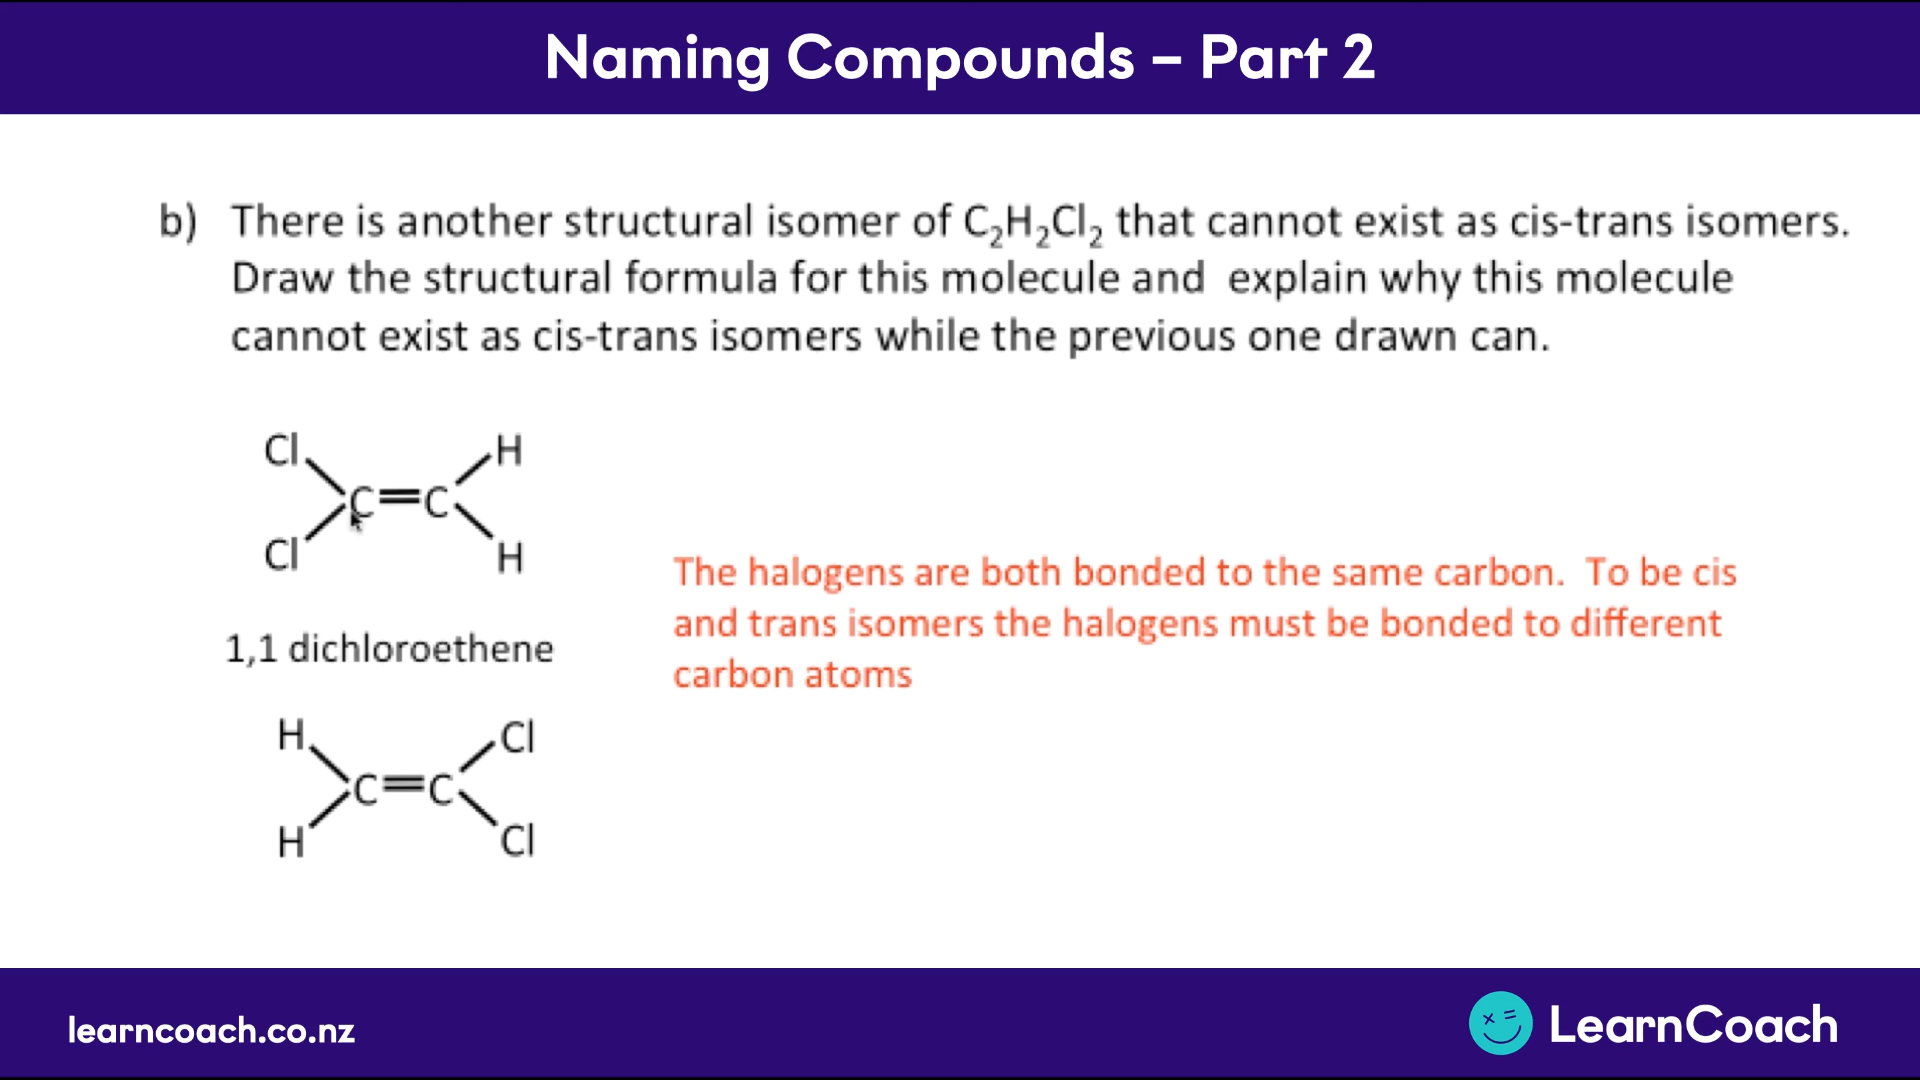 Naming Compounds – Part 2
b) There is another structural isomer of C₂H₂Cl₂ that cannot exist as cis-trans isomers.
Draw the structural formula for this molecule and explain why this molecule
cannot exist as cis-trans isomers while the previous one drawn can.
Cl H
C=C
Cl H
1,1 dichloroethene
The halogens are both bonded to the same carbon. To be cis
and trans isomers the halogens must be bonded to different
carbon atoms
H Cl
C=C
H Cl
learncoach.co.nz
LearnCoach